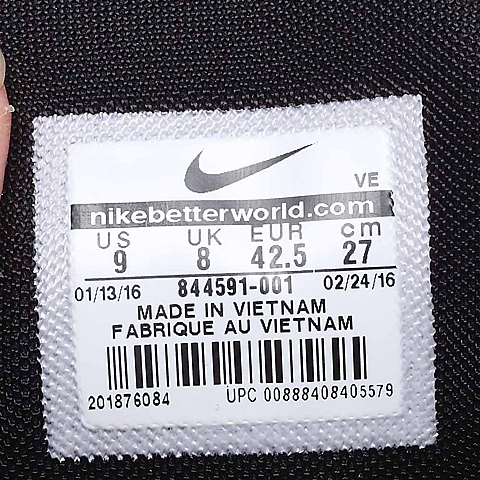 VE
nikebetterworld.com
US UK EUR cm
9 8 42.5 27
01/13/16 844591-001 02/24/16
MADE IN VIETNAM
FABRIQUE AU VIETNAM
201876084 UPC 00888408405579